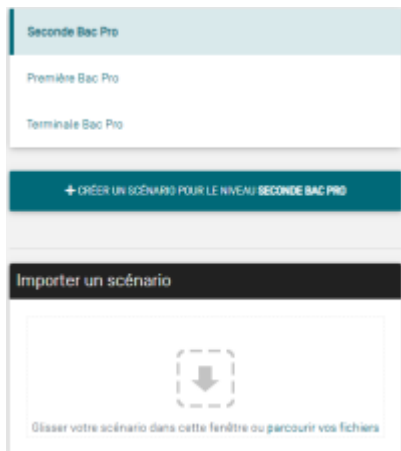 Seconde Bac Pro
Première Bac Pro
Terminale Bac Pro
+ CRÉER UN SCÉNARIO POUR LE NIVEAU SECONDE BAC PRO
Importer un scénario
Glisser votre scénario dans cette fenêtre ou parcourir vos fichiers